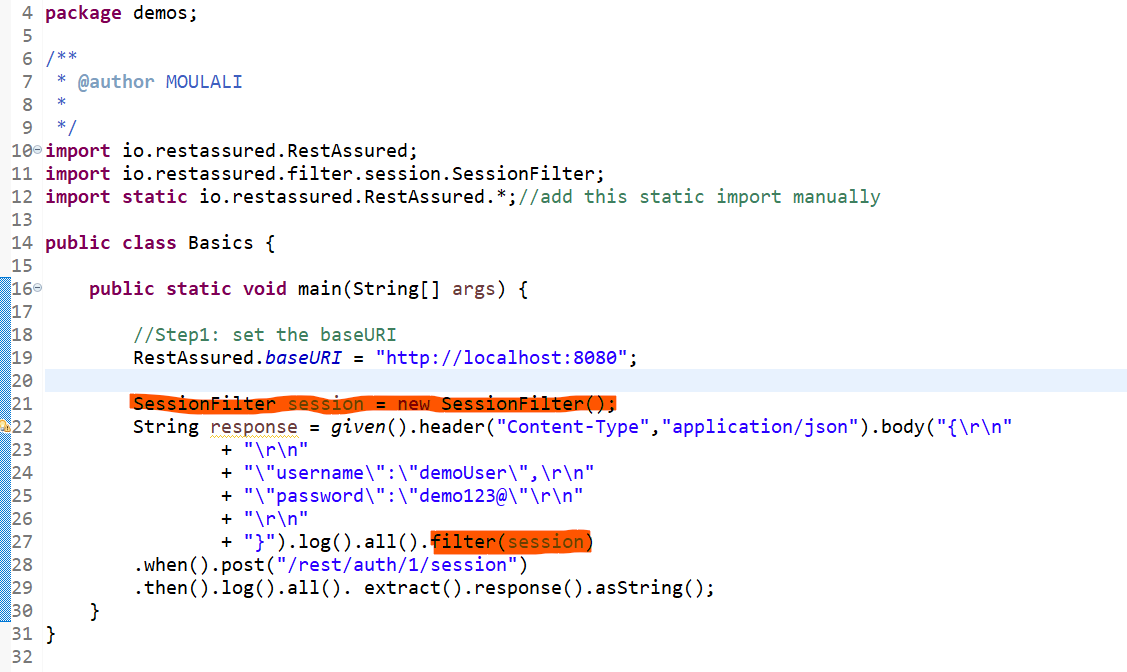 4 package demos;
5
6 /**
7  * @author MOULALI
8  *
9  */
10 import io.restassured.RestAssured;
11 import io.restassured.filter.session.SessionFilter;
12 import static io.restassured.RestAssured.*;//add this static import manually
13
14 public class Basics {
15
16     public static void main(String[] args) {
17
18         //Step1: set the baseURI
19         RestAssured.baseURI = "http://localhost:8080";
20
21         SessionFilter session = new SessionFilter();
22         String response = given().header("Content-Type","application/json").body("{\r\n"
23                 + "\r\n"
24                 + "\"username\":\"demoUser\",\r\n"
25                 + "\"password\":\"demo123@\"\r\n"
26                 + "\r\n"
27                 + "}").log().all().filter(session)
28         .when().post("/rest/auth/1/session")
29         .then().log().all(). extract().response().asString();
30     }
31 }
32